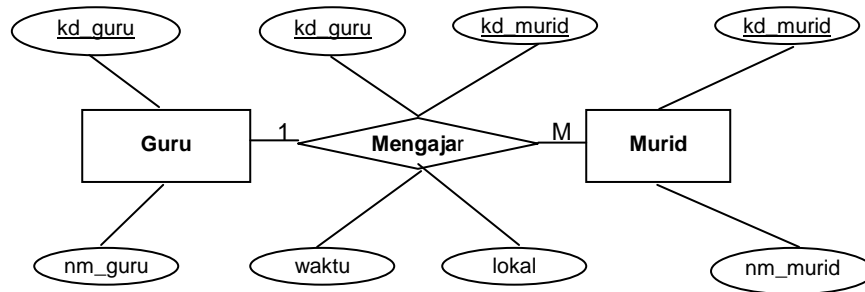 kd_guru
kd_guru
kd_murid
kd_murid
Guru
1
Mengajar
M
Murid
nm_guru
waktu
lokal
nm_murid